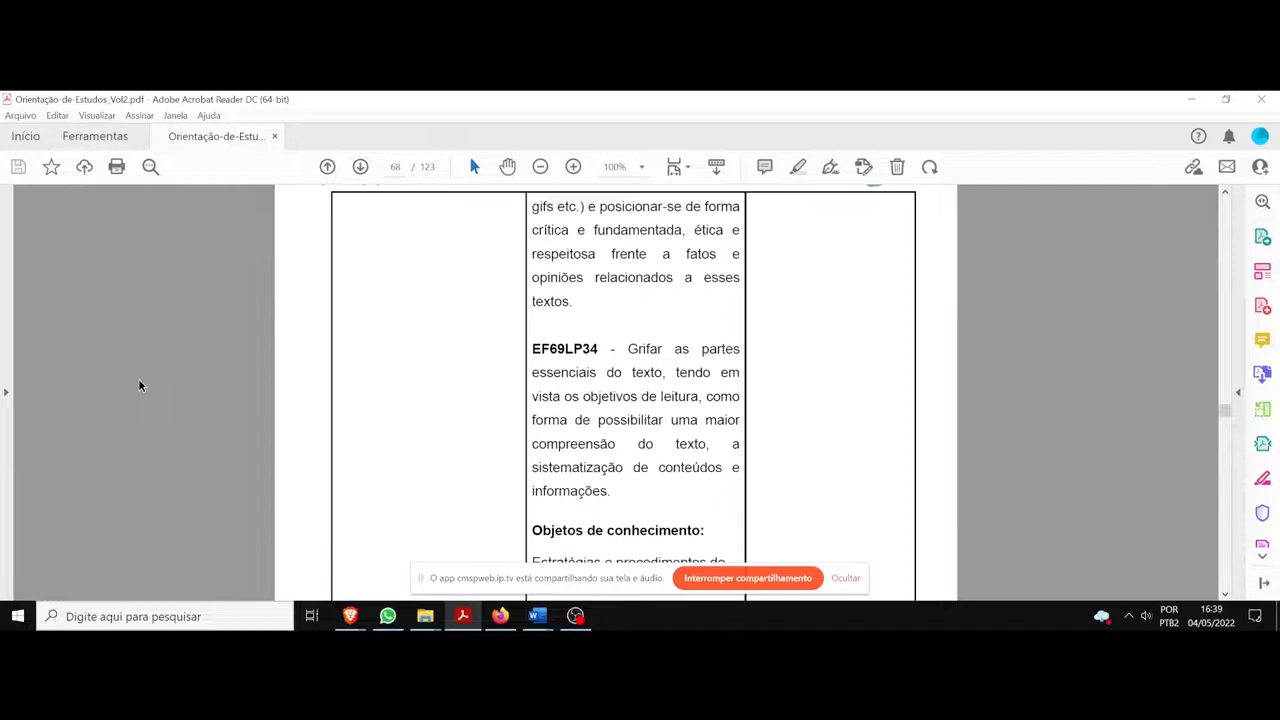 Orientação-de-Estudos_Vol2.pdf - Adobe Acrobat Reader DC (64-bit)
Arquivo Editar Visualizar Assinar Janela Ajuda
Início Ferramentas Orientação-de-Estu... ×
68 / 123 100%
gifs etc.) e posicionar-se de forma
crítica e fundamentada, ética e
respeitosa frente a fatos e
opiniões relacionados a esses
textos.
EF69LP34 - Grifar as partes
essenciais do texto, tendo em
vista os objetivos de leitura, como
forma de possibilitar uma maior
compreensão do texto, a
sistematização de conteúdos e
informações.
Objetos de conhecimento:
Estratégias e procedimentos de
O app cmspweb.ip.tv está compartilhando sua tela e áudio. Interromper compartilhamento Ocultar
Digite aqui para pesquisar
POR 16:39
PTB2 04/05/2022